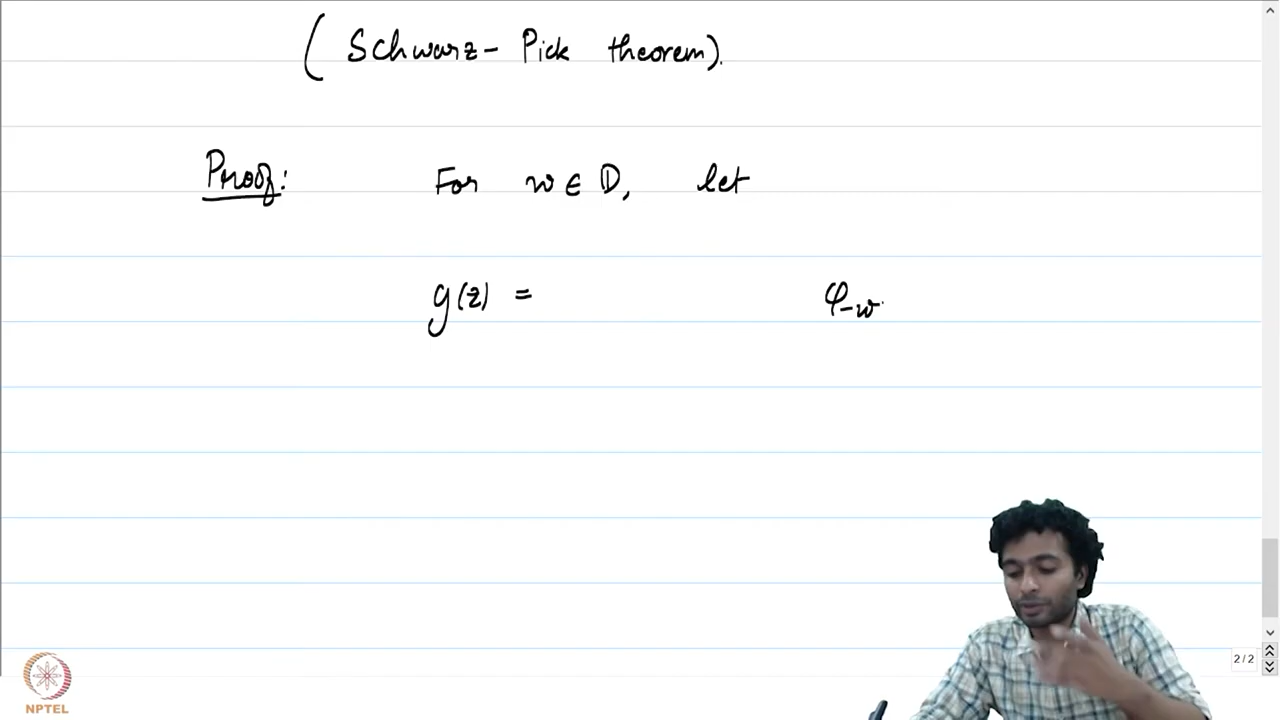 (Schwarz-Pick theorem).
Proof: For w ∈ D, let
g(z) = φ₋w
2/2
NPTEL